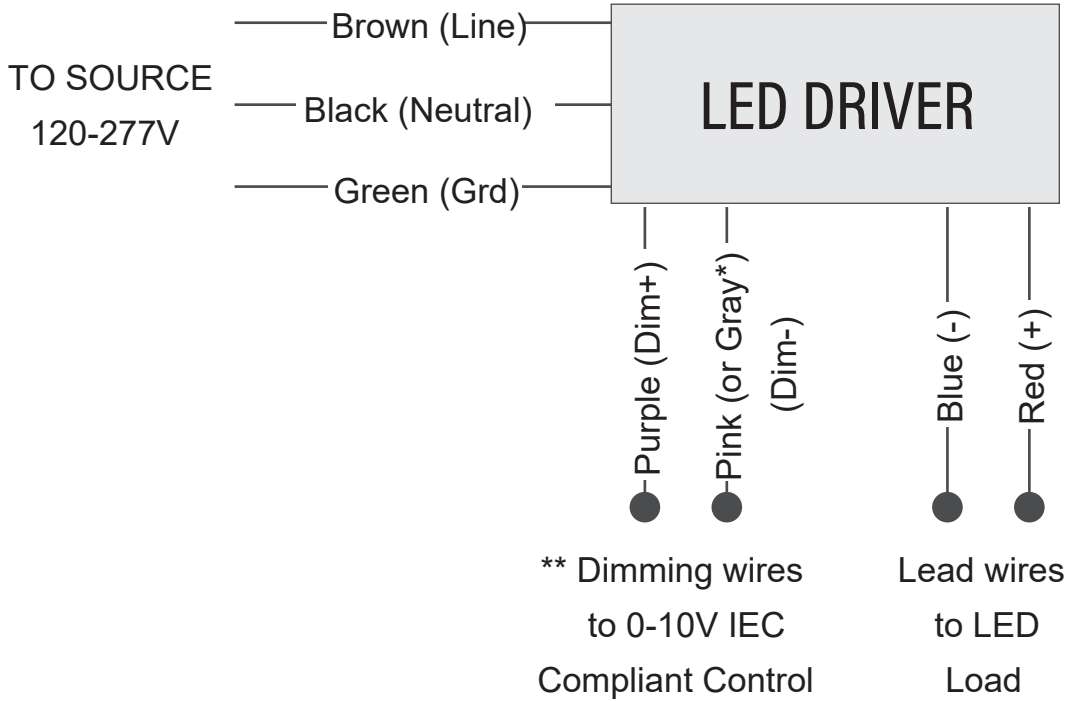 Brown (Line)
TO SOURCE
120-277V
Black (Neutral)
Green (Grd)
LED DRIVER
Purple (Dim+)
Pink (or Gray*)
(Dim-)
Blue (-)
Red (+)
** Dimming wires
to 0-10V IEC
Compliant Control
Lead wires
to LED
Load